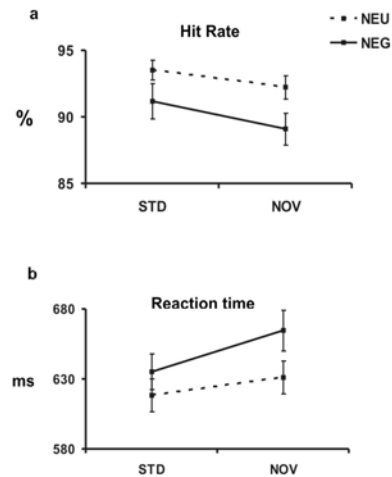 a
Hit Rate
NEU
NEG
95
90
85
%
STD
NOV
b
Reaction time
680
630
580
ms
STD
NOV